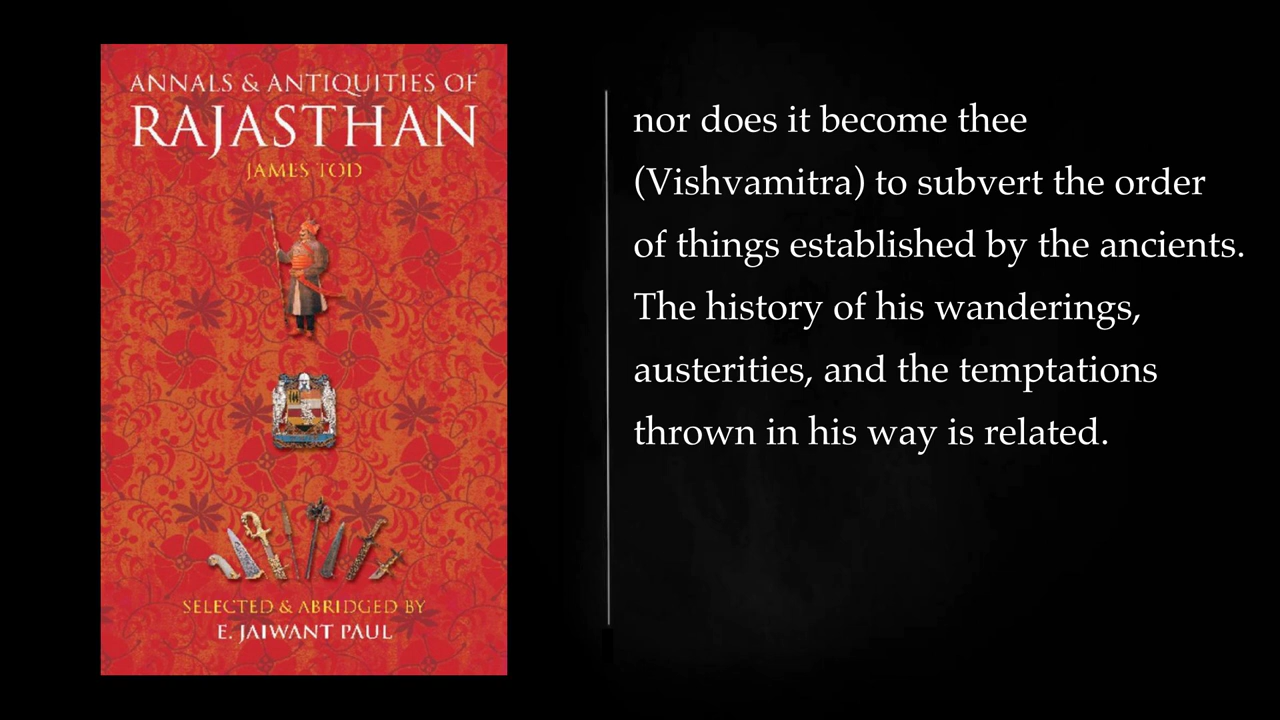 ANNALS & ANTIQUITIES OF
RAJASTHAN
JAMES TOD
SELECTED & ABRIDGED BY
E. JAIWANT PAUL
nor does it become thee
(Vishvamitra) to subvert the order
of things established by the ancients.
The history of his wanderings,
austerities, and the temptations
thrown in his way is related.